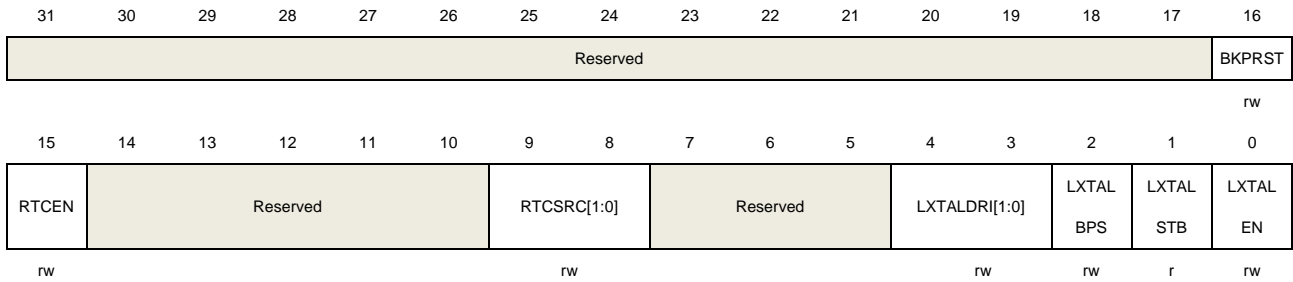 31 30 29 28 27 26 25 24 23 22 21 20 19 18 17 16
Reserved BKPRST
rw
15 14 13 12 11 10 9 8 7 6 5 4 3 2 1 0
RTCEN Reserved RTCSRC[1:0] Reserved LXTALDRI[1:0] LXTAL BPS LXTAL STB LXTAL EN
rw rw rw rw r rw